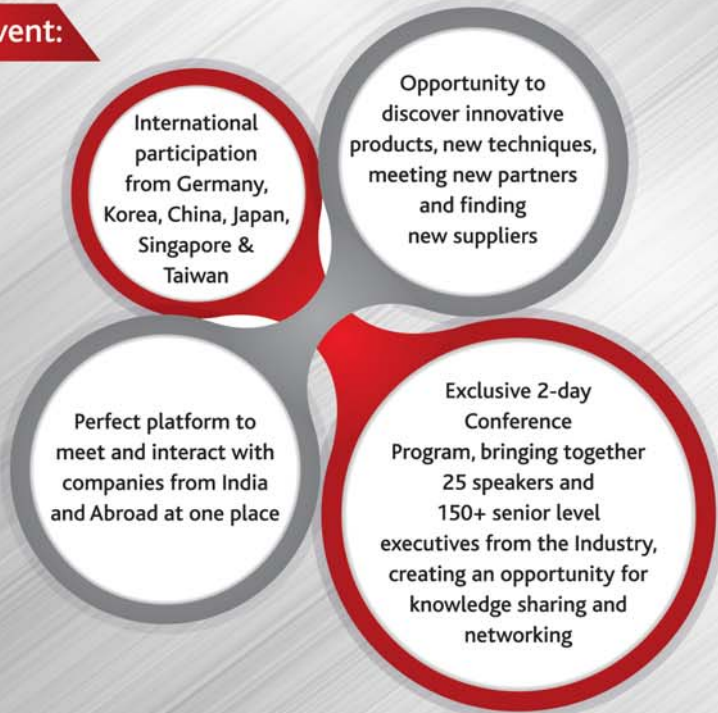 International
participation
from Germany,
Korea, China, Japan,
Singapore &
Taiwan
Opportunity to
discover innovative
products, new techniques,
meeting new partners
and finding
new suppliers
Perfect platform to
meet and interact with
companies from India
and Abroad at one place
Exclusive 2-day
Conference
Program, bringing together
25 speakers and
150+ senior level
executives from the Industry,
creating an opportunity for
knowledge sharing and
networking